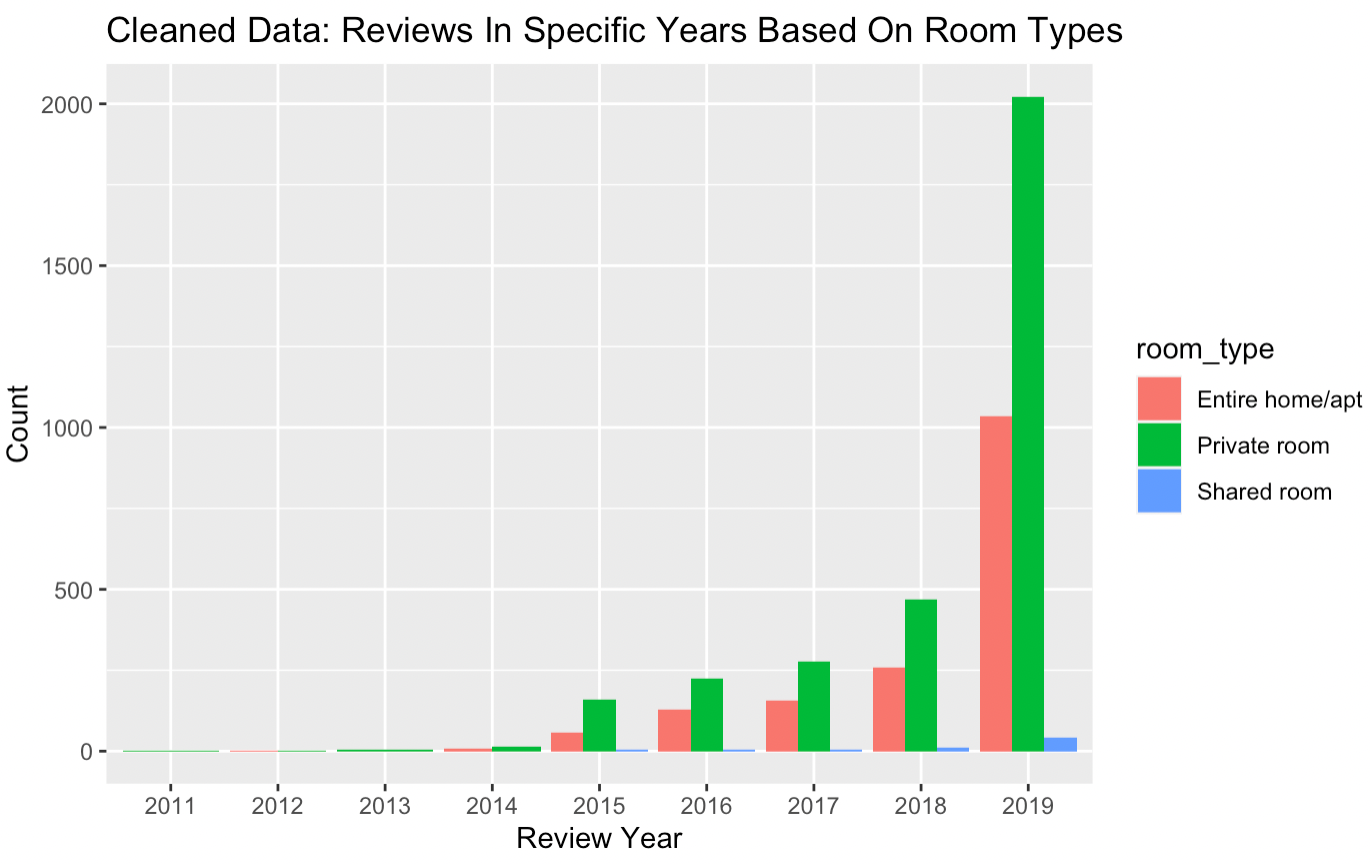 Cleaned Data: Reviews In Specific Years Based On Room Types
2000
1500
1000
500
0
Count
2011 2012 2013 2014 2015 2016 2017 2018 2019
Review Year
room_type
Entire home/apt
Private room
Shared room